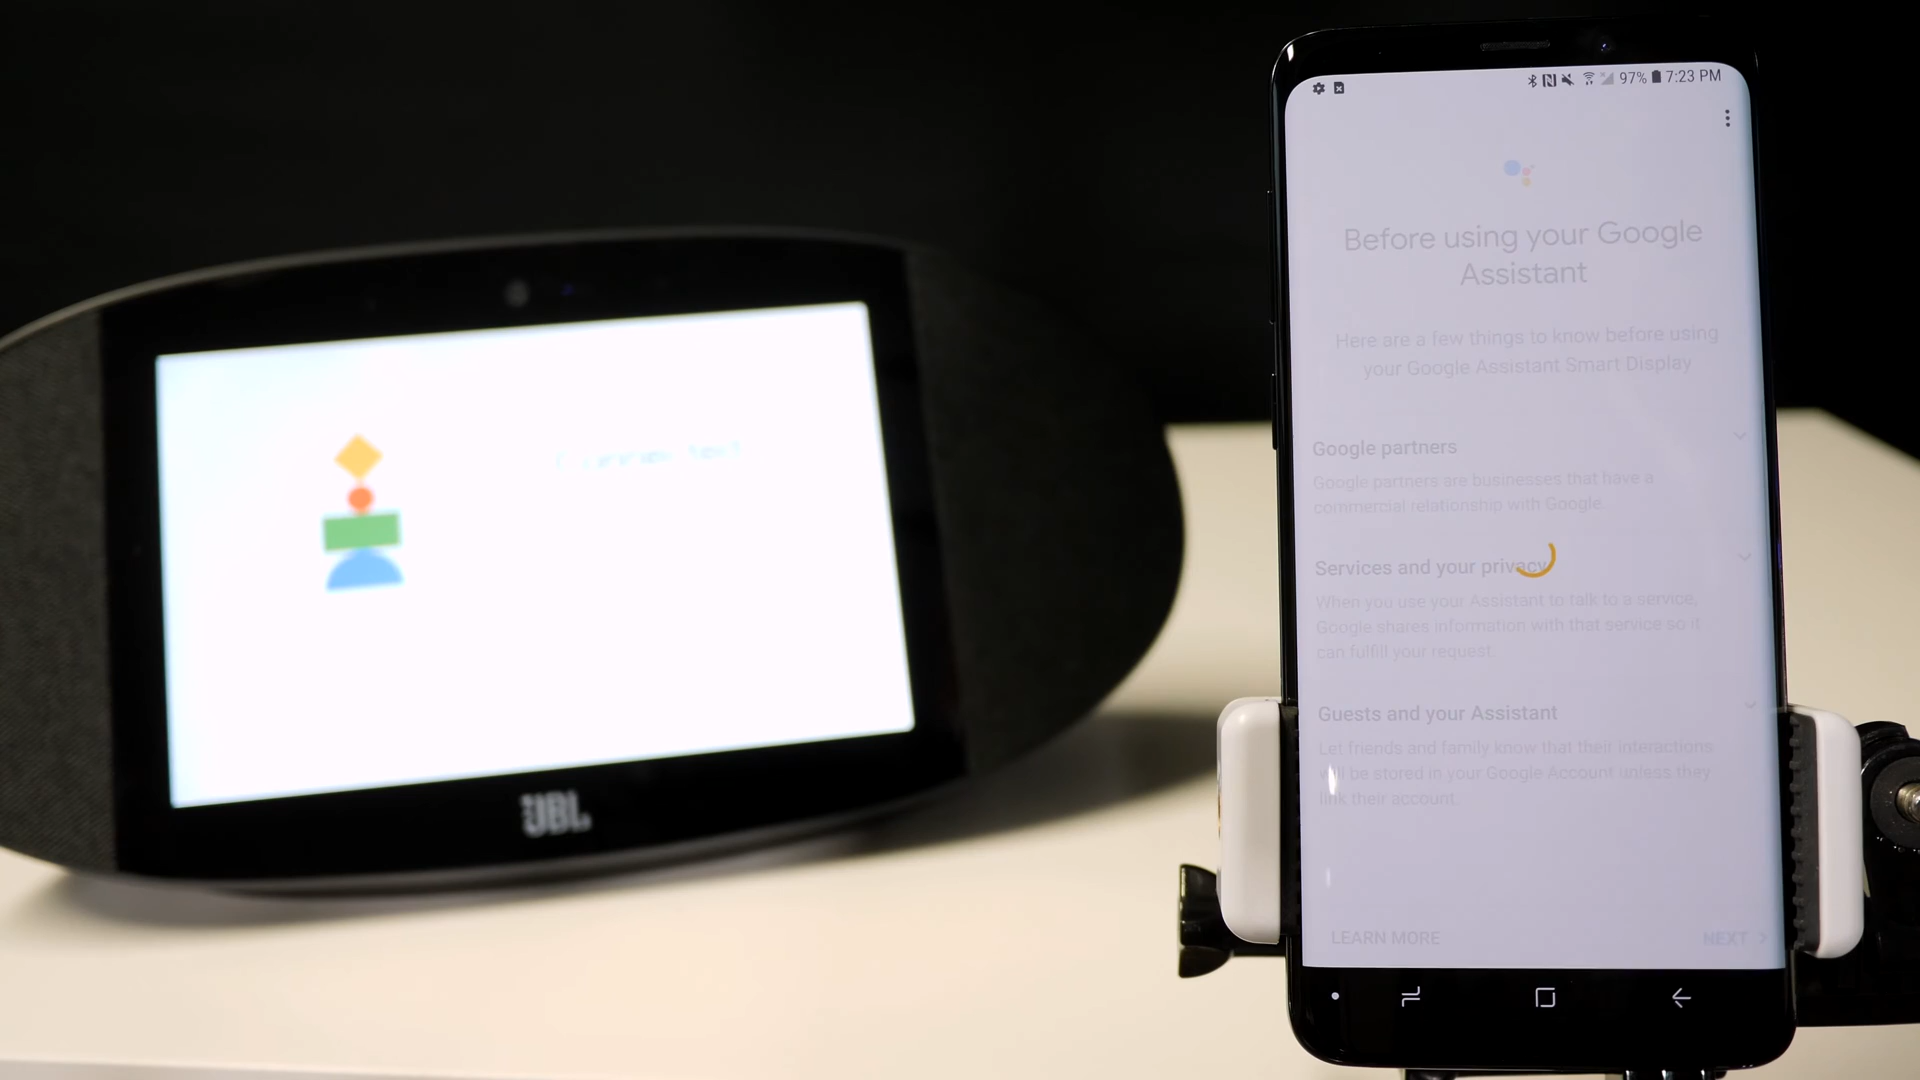 JBL
97% 7:23 PM
Before using your Google
Assistant
Here are a few things to know before using
your Google Assistant Smart Display
Google partners
Google partners are businesses that have a
commercial relationship with Google.
Services and your privacy
When you use your Assistant to talk to a service,
Google shares information with that service so it
can fulfill your request.
Guests and your Assistant
Let friends and family know that their interactions
will be stored in your Google Account unless they
link their account.
LEARN MORE
NEXT